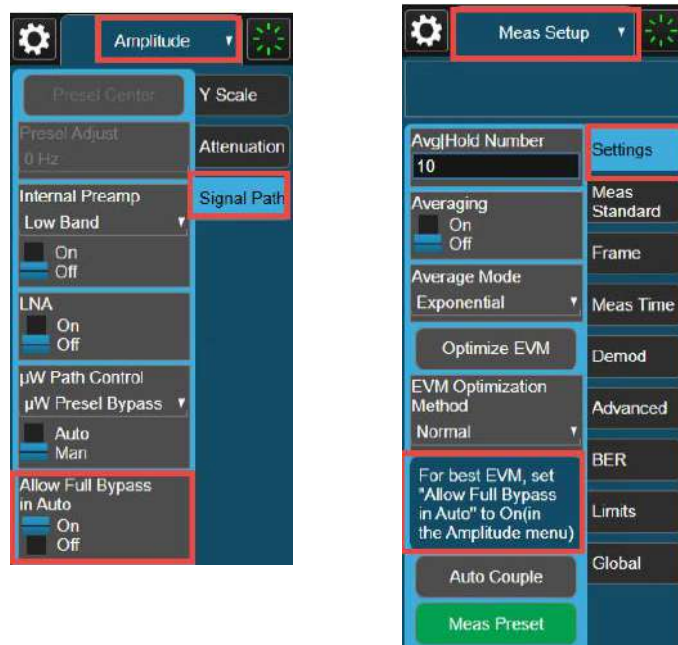 Amplitude
Presel Center
Y Scale
Presel Adjust
0 Hz
Attenuation
Internal Preamp
Low Band
Signal Path
On
Off
LNA
On
Off
µW Path Control
µW Presel Bypass
Auto
Man
Allow Full Bypass
in Auto
On
Off
Meas Setup
Avg|Hold Number
10
Settings
Averaging
On
Off
Meas
Standard
Frame
Average Mode
Exponential
Meas Time
Optimize EVM
Demod
EVM Optimization
Method
Normal
Advanced
BER
For best EVM, set
"Allow Full Bypass
in Auto" to On(in
the Amplitude menu)
Limits
Global
Auto Couple
Meas Preset